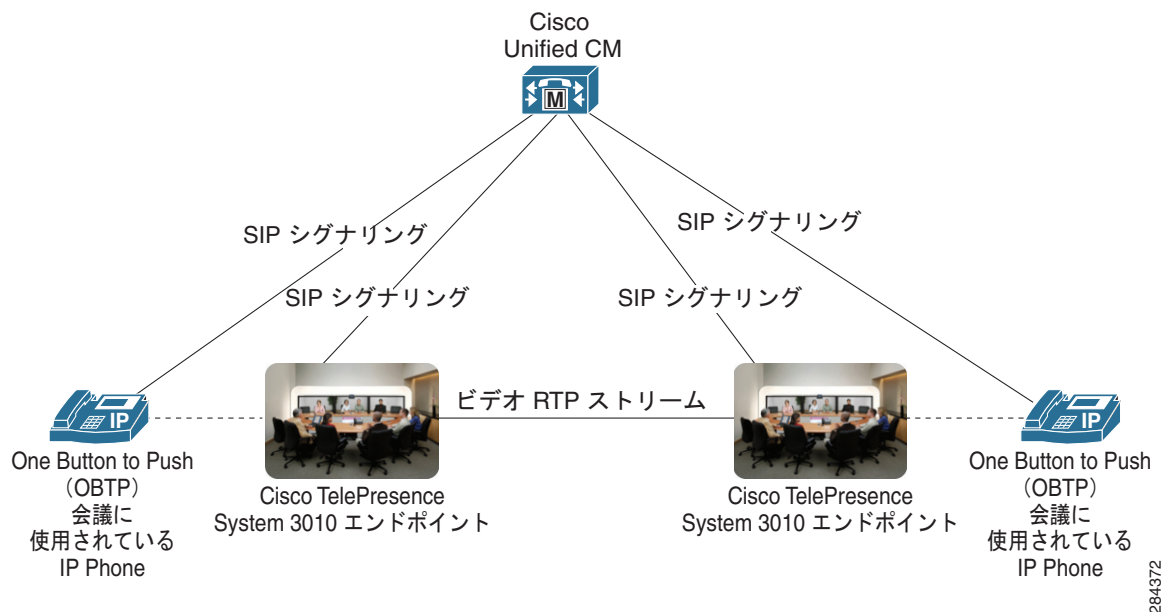 Cisco
Unified CM
M
SIP シグナリング
SIP シグナリング
SIP シグナリング
SIP シグナリング
IP
ビデオ RTP ストリーム
IP
One Button to Push
（OBTP）
会議に
使用されている
IP Phone
Cisco TelePresence
System 3010 エンドポイント
Cisco TelePresence
System 3010 エンドポイント
One Button to Push
（OBTP）
会議に
使用されている
IP Phone
284372